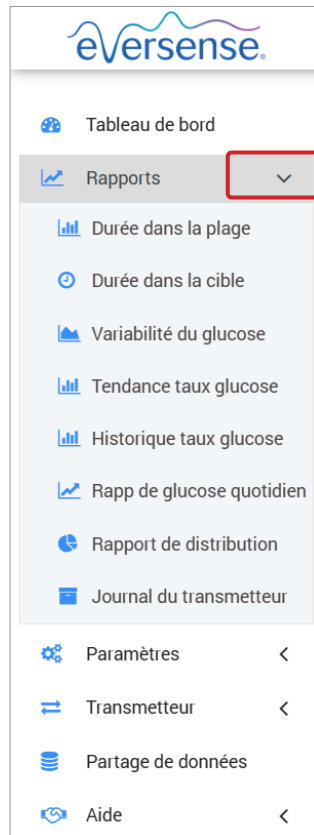 eversense.
Tableau de bord
Rapports
Durée dans la plage
Durée dans la cible
Variabilité du glucose
Tendance taux glucose
Historique taux glucose
Rapp de glucose quotidien
Rapport de distribution
Journal du transmetteur
Paramètres
Transmetteur
Partage de données
Aide